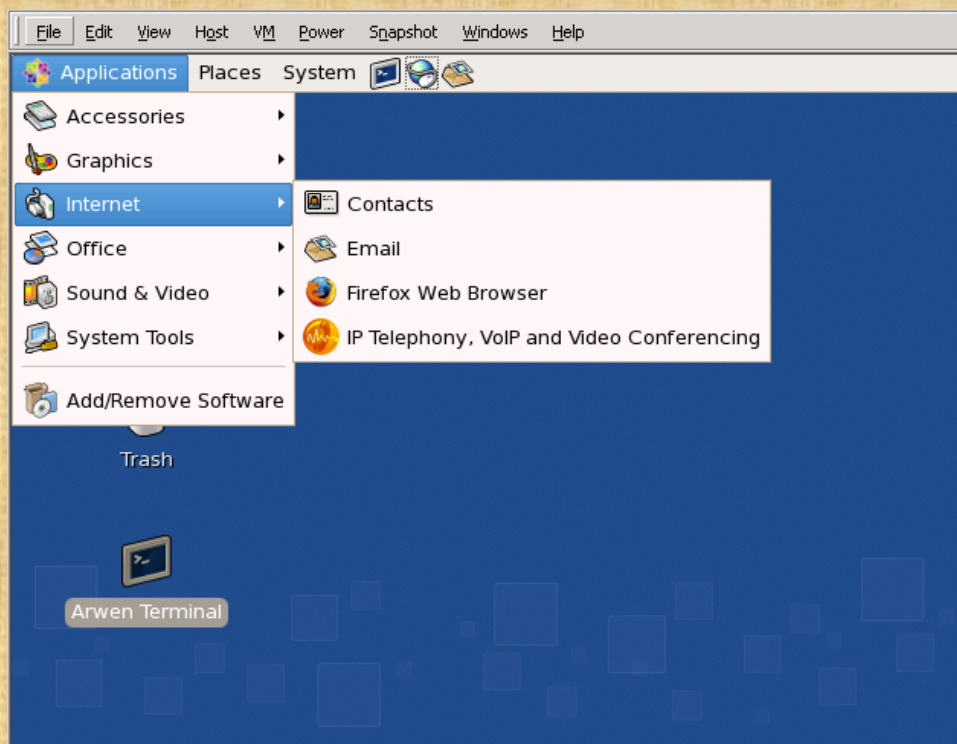 File Edit View Host VM Power Snapshot Windows Help
Applications Places System
Accessories
Graphics
Internet
Office
Sound & Video
System Tools
Add/Remove Software
Contacts
Email
Firefox Web Browser
IP Telephony, VoIP and Video Conferencing
Trash
Arwen Terminal